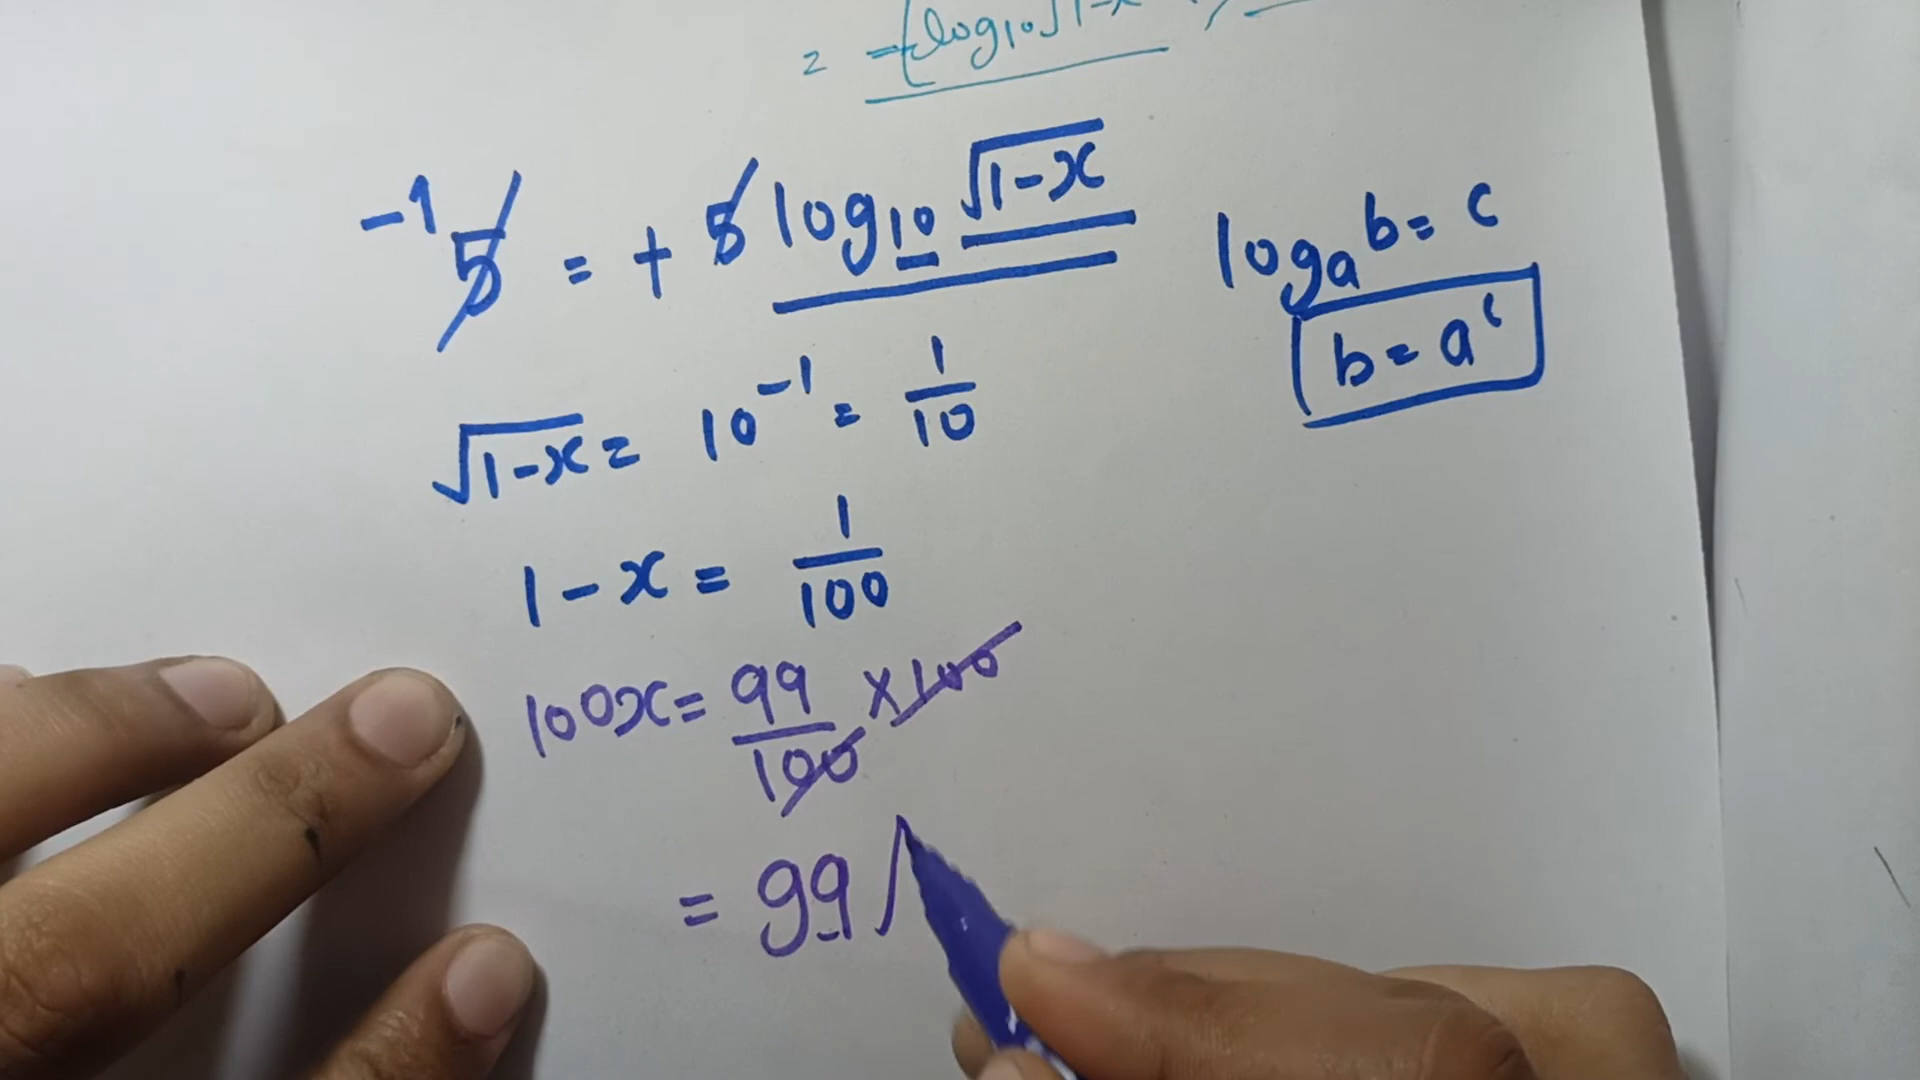 = -(log₁₀√1-x
-1 5 = + 5 log₁₀ √1-x
logₐ b = c
b = aᶜ
√1-x = 10⁻¹ = 1/10
1 - x = 1/100
100x = 99/100 × 100
= 99